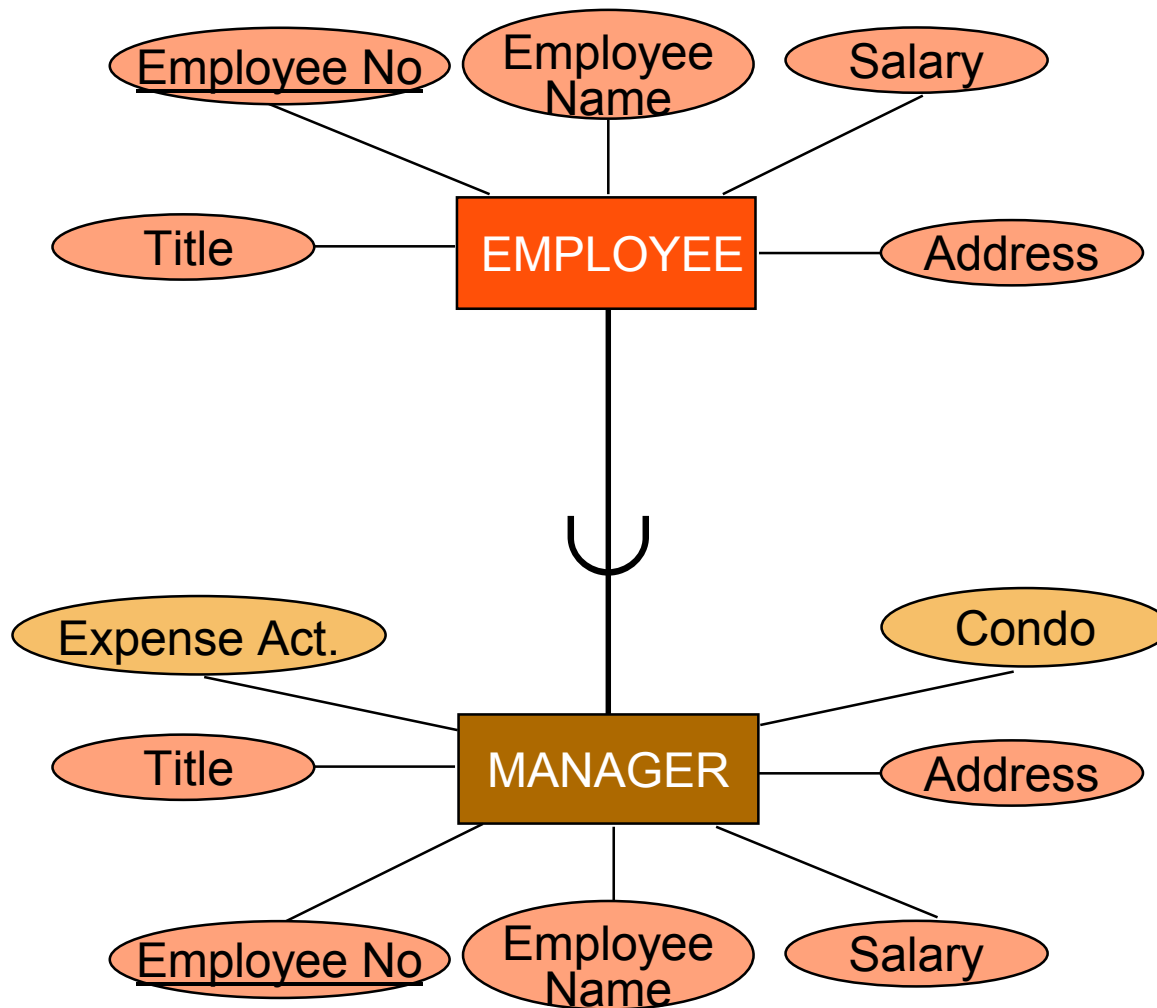 Employee No
Employee
Name
Salary
Title
EMPLOYEE
Address
Expense Act.
Condo
Title
MANAGER
Address
Employee No
Employee
Name
Salary